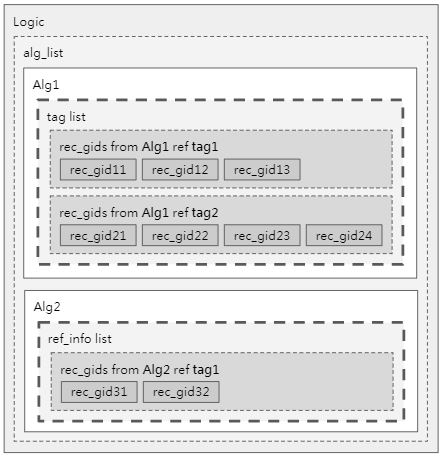 Logic
alg_list
Alg1
tag list
rec_gids from Alg1 ref tag1
rec_gid11 rec_gid12 rec_gid13
rec_gids from Alg1 ref tag2
rec_gid21 rec_gid22 rec_gid23 rec_gid24
Alg2
ref_info list
rec_gids from Alg2 ref tag1
rec_gid31 rec_gid32